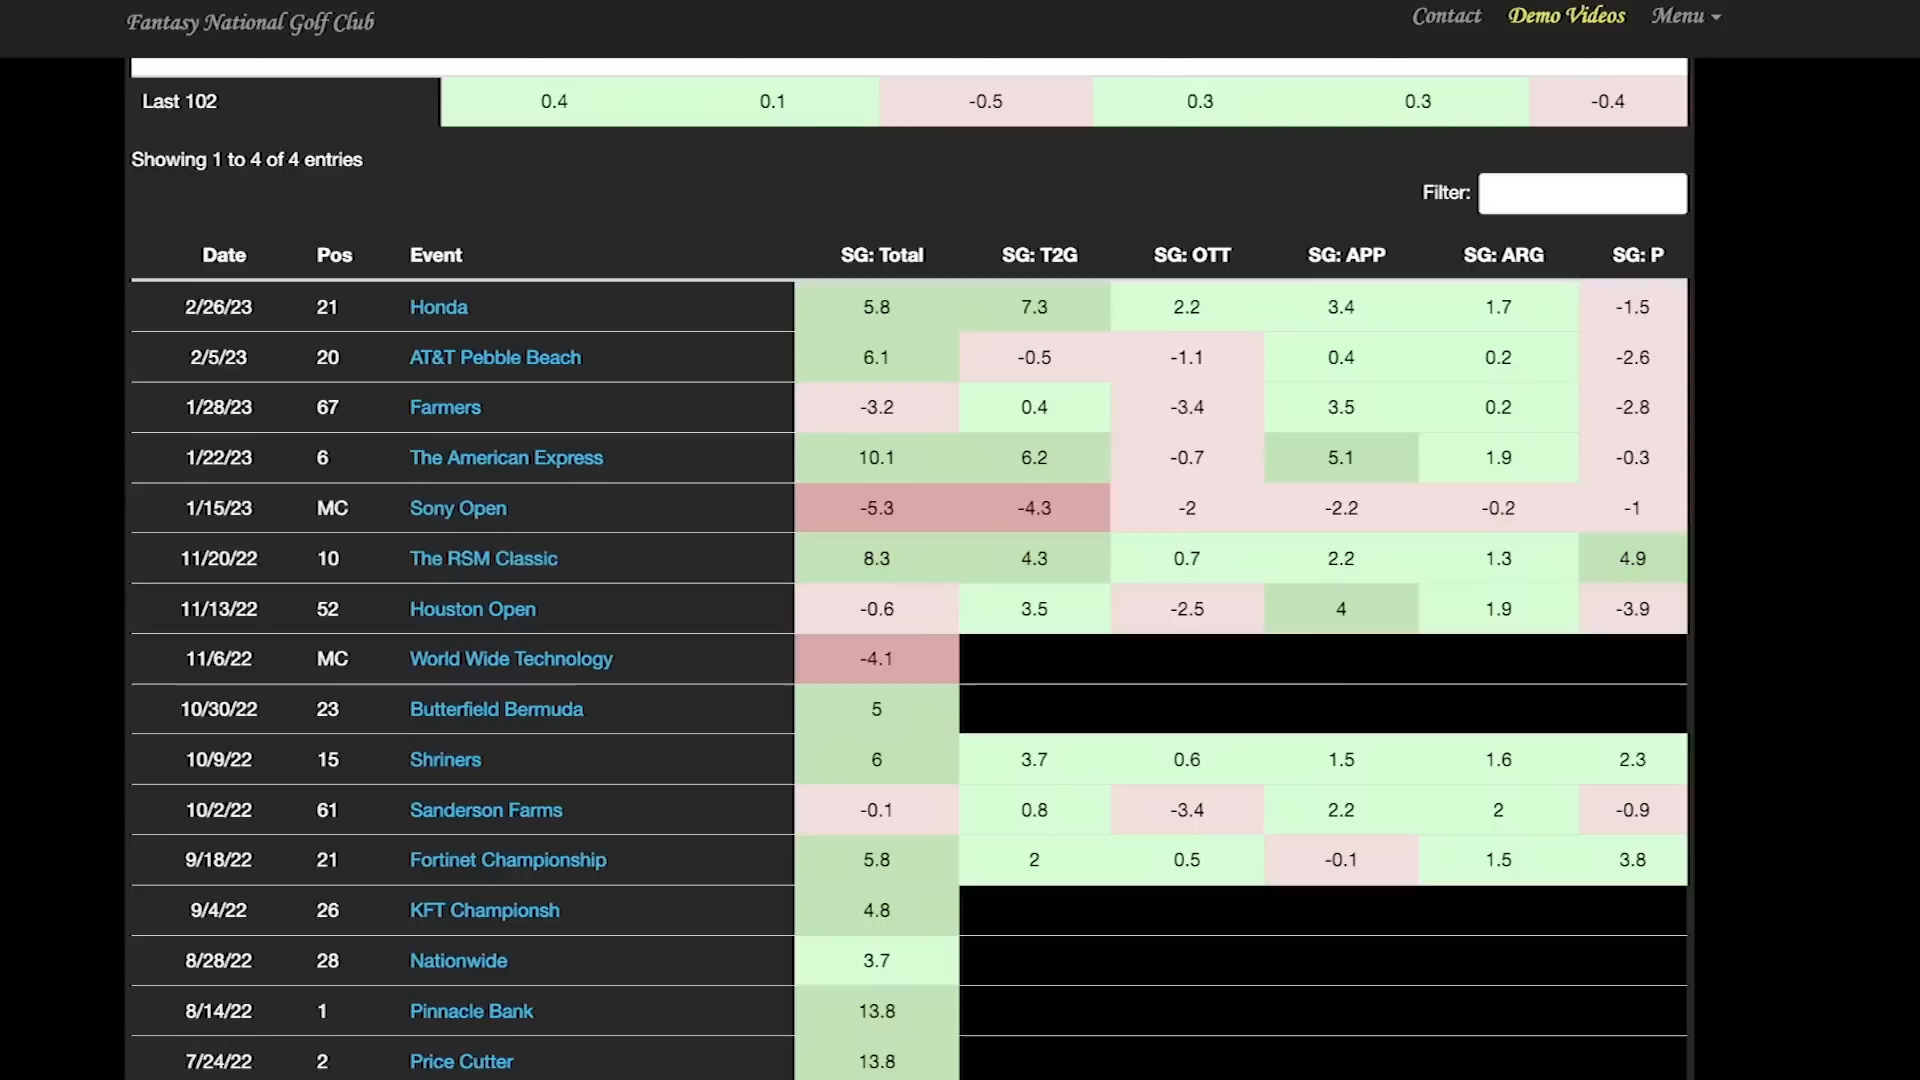 Fantasy National Golf Club Contact Demo Videos Menu
Last 102 0.4 0.1 -0.5 0.3 0.3 -0.4
Showing 1 to 4 of 4 entries
Filter:
Date Pos Event SG: Total SG: T2G SG: OTT SG: APP SG: ARG SG: P
2/26/23 21 Honda 5.8 7.3 2.2 3.4 1.7 -1.5
2/5/23 20 AT&T Pebble Beach 6.1 -0.5 -1.1 0.4 0.2 -2.6
1/28/23 67 Farmers -3.2 0.4 -3.4 3.5 0.2 -2.8
1/22/23 6 The American Express 10.1 6.2 -0.7 5.1 1.9 -0.3
1/15/23 MC Sony Open -5.3 -4.3 -2 -2.2 -0.2 -1
11/20/22 10 The RSM Classic 8.3 4.3 0.7 2.2 1.3 4.9
11/13/22 52 Houston Open -0.6 3.5 -2.5 4 1.9 -3.9
11/6/22 MC World Wide Technology -4.1
10/30/22 23 Butterfield Bermuda 5
10/9/22 15 Shriners 6 3.7 0.6 1.5 1.6 2.3
10/2/22 61 Sanderson Farms -0.1 0.8 -3.4 2.2 2 -0.9
9/18/22 21 Fortinet Championship 5.8 2 0.5 -0.1 1.5 3.8
9/4/22 26 KFT Championsh 4.8
8/28/22 28 Nationwide 3.7
8/14/22 1 Pinnacle Bank 13.8
7/24/22 2 Price Cutter 13.8